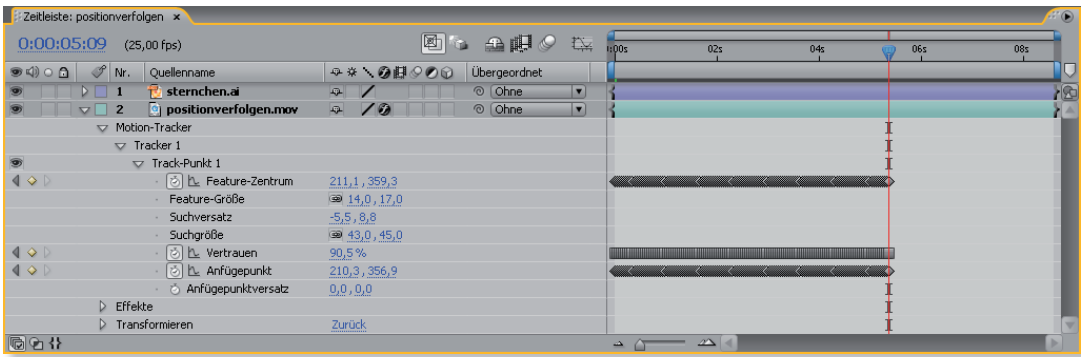 Zeitleiste: positionverfolgen ×
0:00:05:09 (25,00 fps)
:00s 02s 04s 06s 08s
Nr. Quellenname Übergeordnet
1 sternchen.ai Ohne
2 positionverfolgen.mov Ohne
Motion-Tracker
Tracker 1
Track-Punkt 1
Feature-Zentrum 211,1 , 359,3
Feature-Größe 14,0 , 17,0
Suchversatz -5,5 , 8,8
Suchgröße 43,0 , 45,0
Vertrauen 90,5 %
Anfügepunkt 210,3 , 356,9
Anfügepunktversatz 0,0 , 0,0
Effekte
Transformieren Zurück